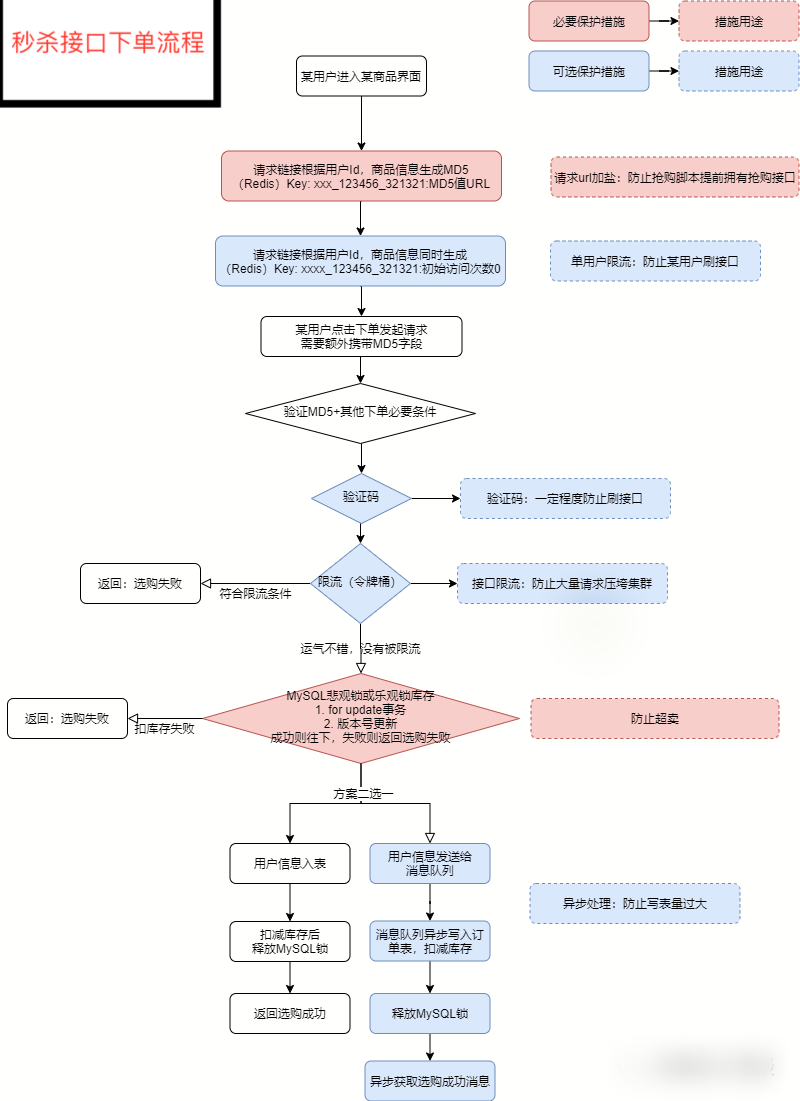 秒杀接口下单流程
必要保护措施
措施用途
可选保护措施
措施用途
某用户进入某商品界面
请求链接根据用户Id，商品信息生成MD5
（Redis）Key: xxx_123456_321321:MD5值URL
请求url加盐：防止抢购脚本提前拥有抢购接口
请求链接根据用户Id，商品信息同时生成
（Redis）Key: xxxx_123456_321321:初始访问次数0
单用户限流：防止某用户刷接口
某用户点击下单发起请求
需要额外携带MD5字段
验证MD5+其他下单必要条件
验证码
验证码：一定程度防止刷接口
返回：选购失败
符合限流条件
限流（令牌桶）
接口限流：防止大量请求压垮集群
运气不错，没有被限流
返回：选购失败
扣库存失败
MySQL悲观锁或乐观锁库存
1. for update事务
2. 版本号更新
成功则往下，失败则返回选购失败
防止超卖
方案二选一
用户信息入表
用户信息发送给
消息队列
异步处理：防止写表量过大
扣减库存后
释放MySQL锁
消息队列异步写入订
单表，扣减库存
返回选购成功
释放MySQL锁
异步获取选购成功消息